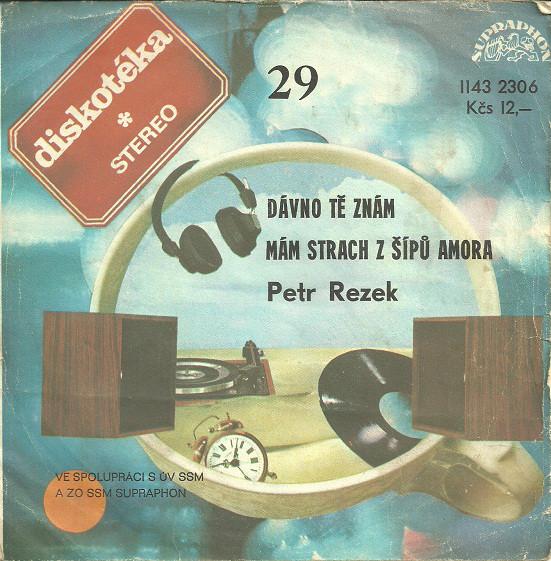 diskotéka
*
STEREO
29
SUPRAPHON
1143 2306
Kčs 12,—
DÁVNO TĚ ZNÁM
MÁM STRACH Z ŠÍPŮ AMORA
Petr Rezek
VE SPOLUPRÁCI S ÚV SSM
A ZO SSM SUPRAPHON